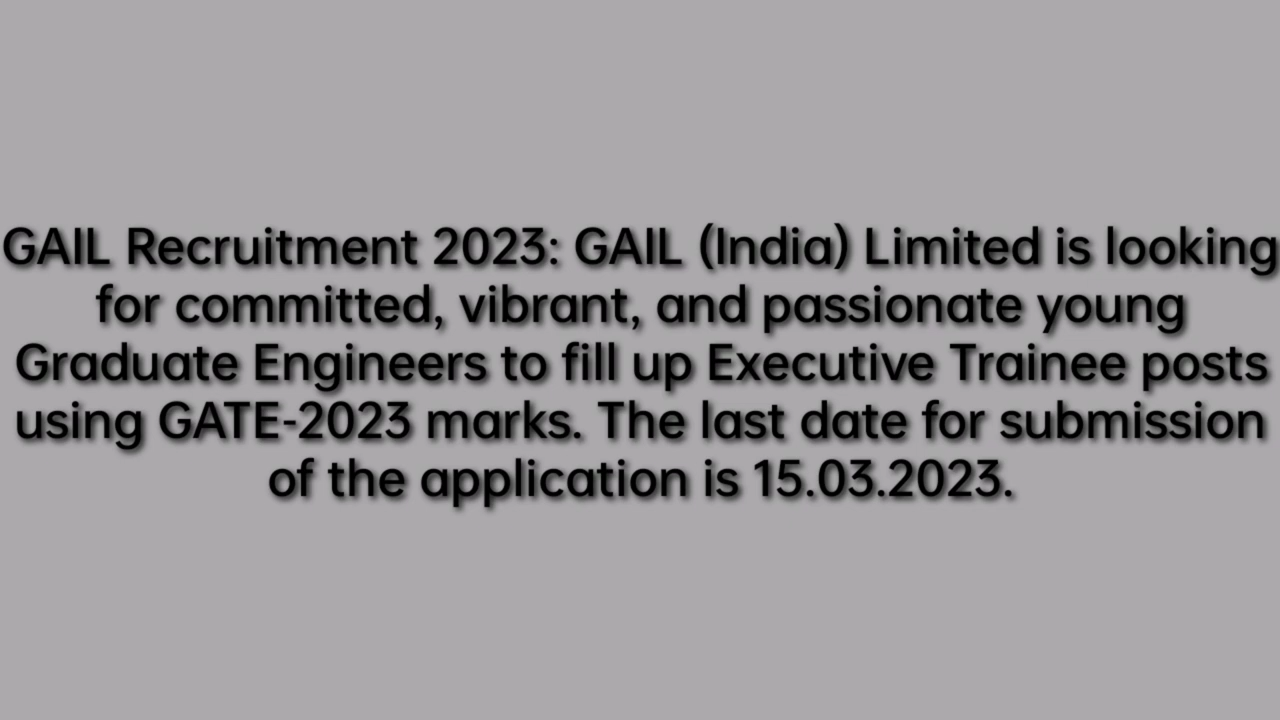 GAIL Recruitment 2023: GAIL (India) Limited is looking
for committed, vibrant, and passionate young
Graduate Engineers to fill up Executive Trainee posts
using GATE-2023 marks. The last date for submission
of the application is 15.03.2023.